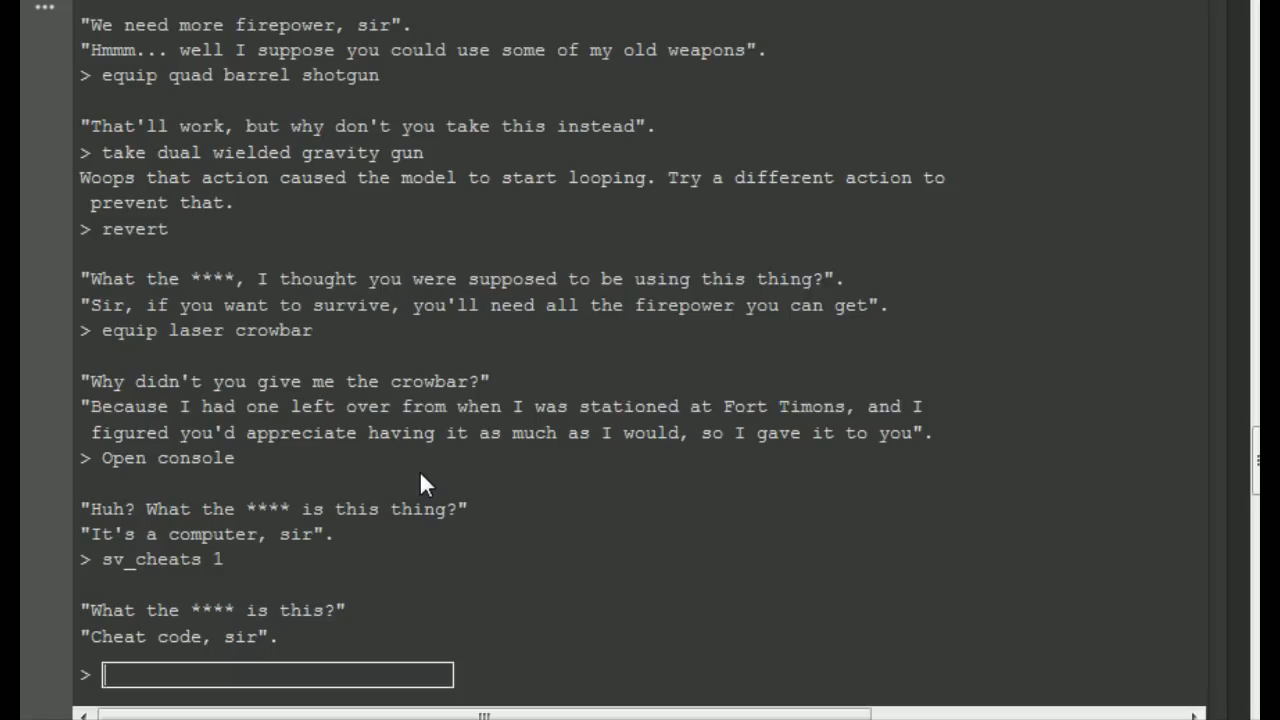 "We need more firepower, sir".
"Hmmm... well I suppose you could use some of my old weapons".
> equip quad barrel shotgun
"That'll work, but why don't you take this instead".
> take dual wielded gravity gun
Woops that action caused the model to start looping. Try a different action to
prevent that.
> revert
"What the ****, I thought you were supposed to be using this thing?".
"Sir, if you want to survive, you'll need all the firepower you can get".
> equip laser crowbar
"Why didn't you give me the crowbar?"
"Because I had one left over from when I was stationed at Fort Timons, and I
figured you'd appreciate having it as much as I would, so I gave it to you".
> Open console
"Huh? What the **** is this thing?"
"It's a computer, sir".
> sv_cheats 1
"What the **** is this?"
"Cheat code, sir".
>